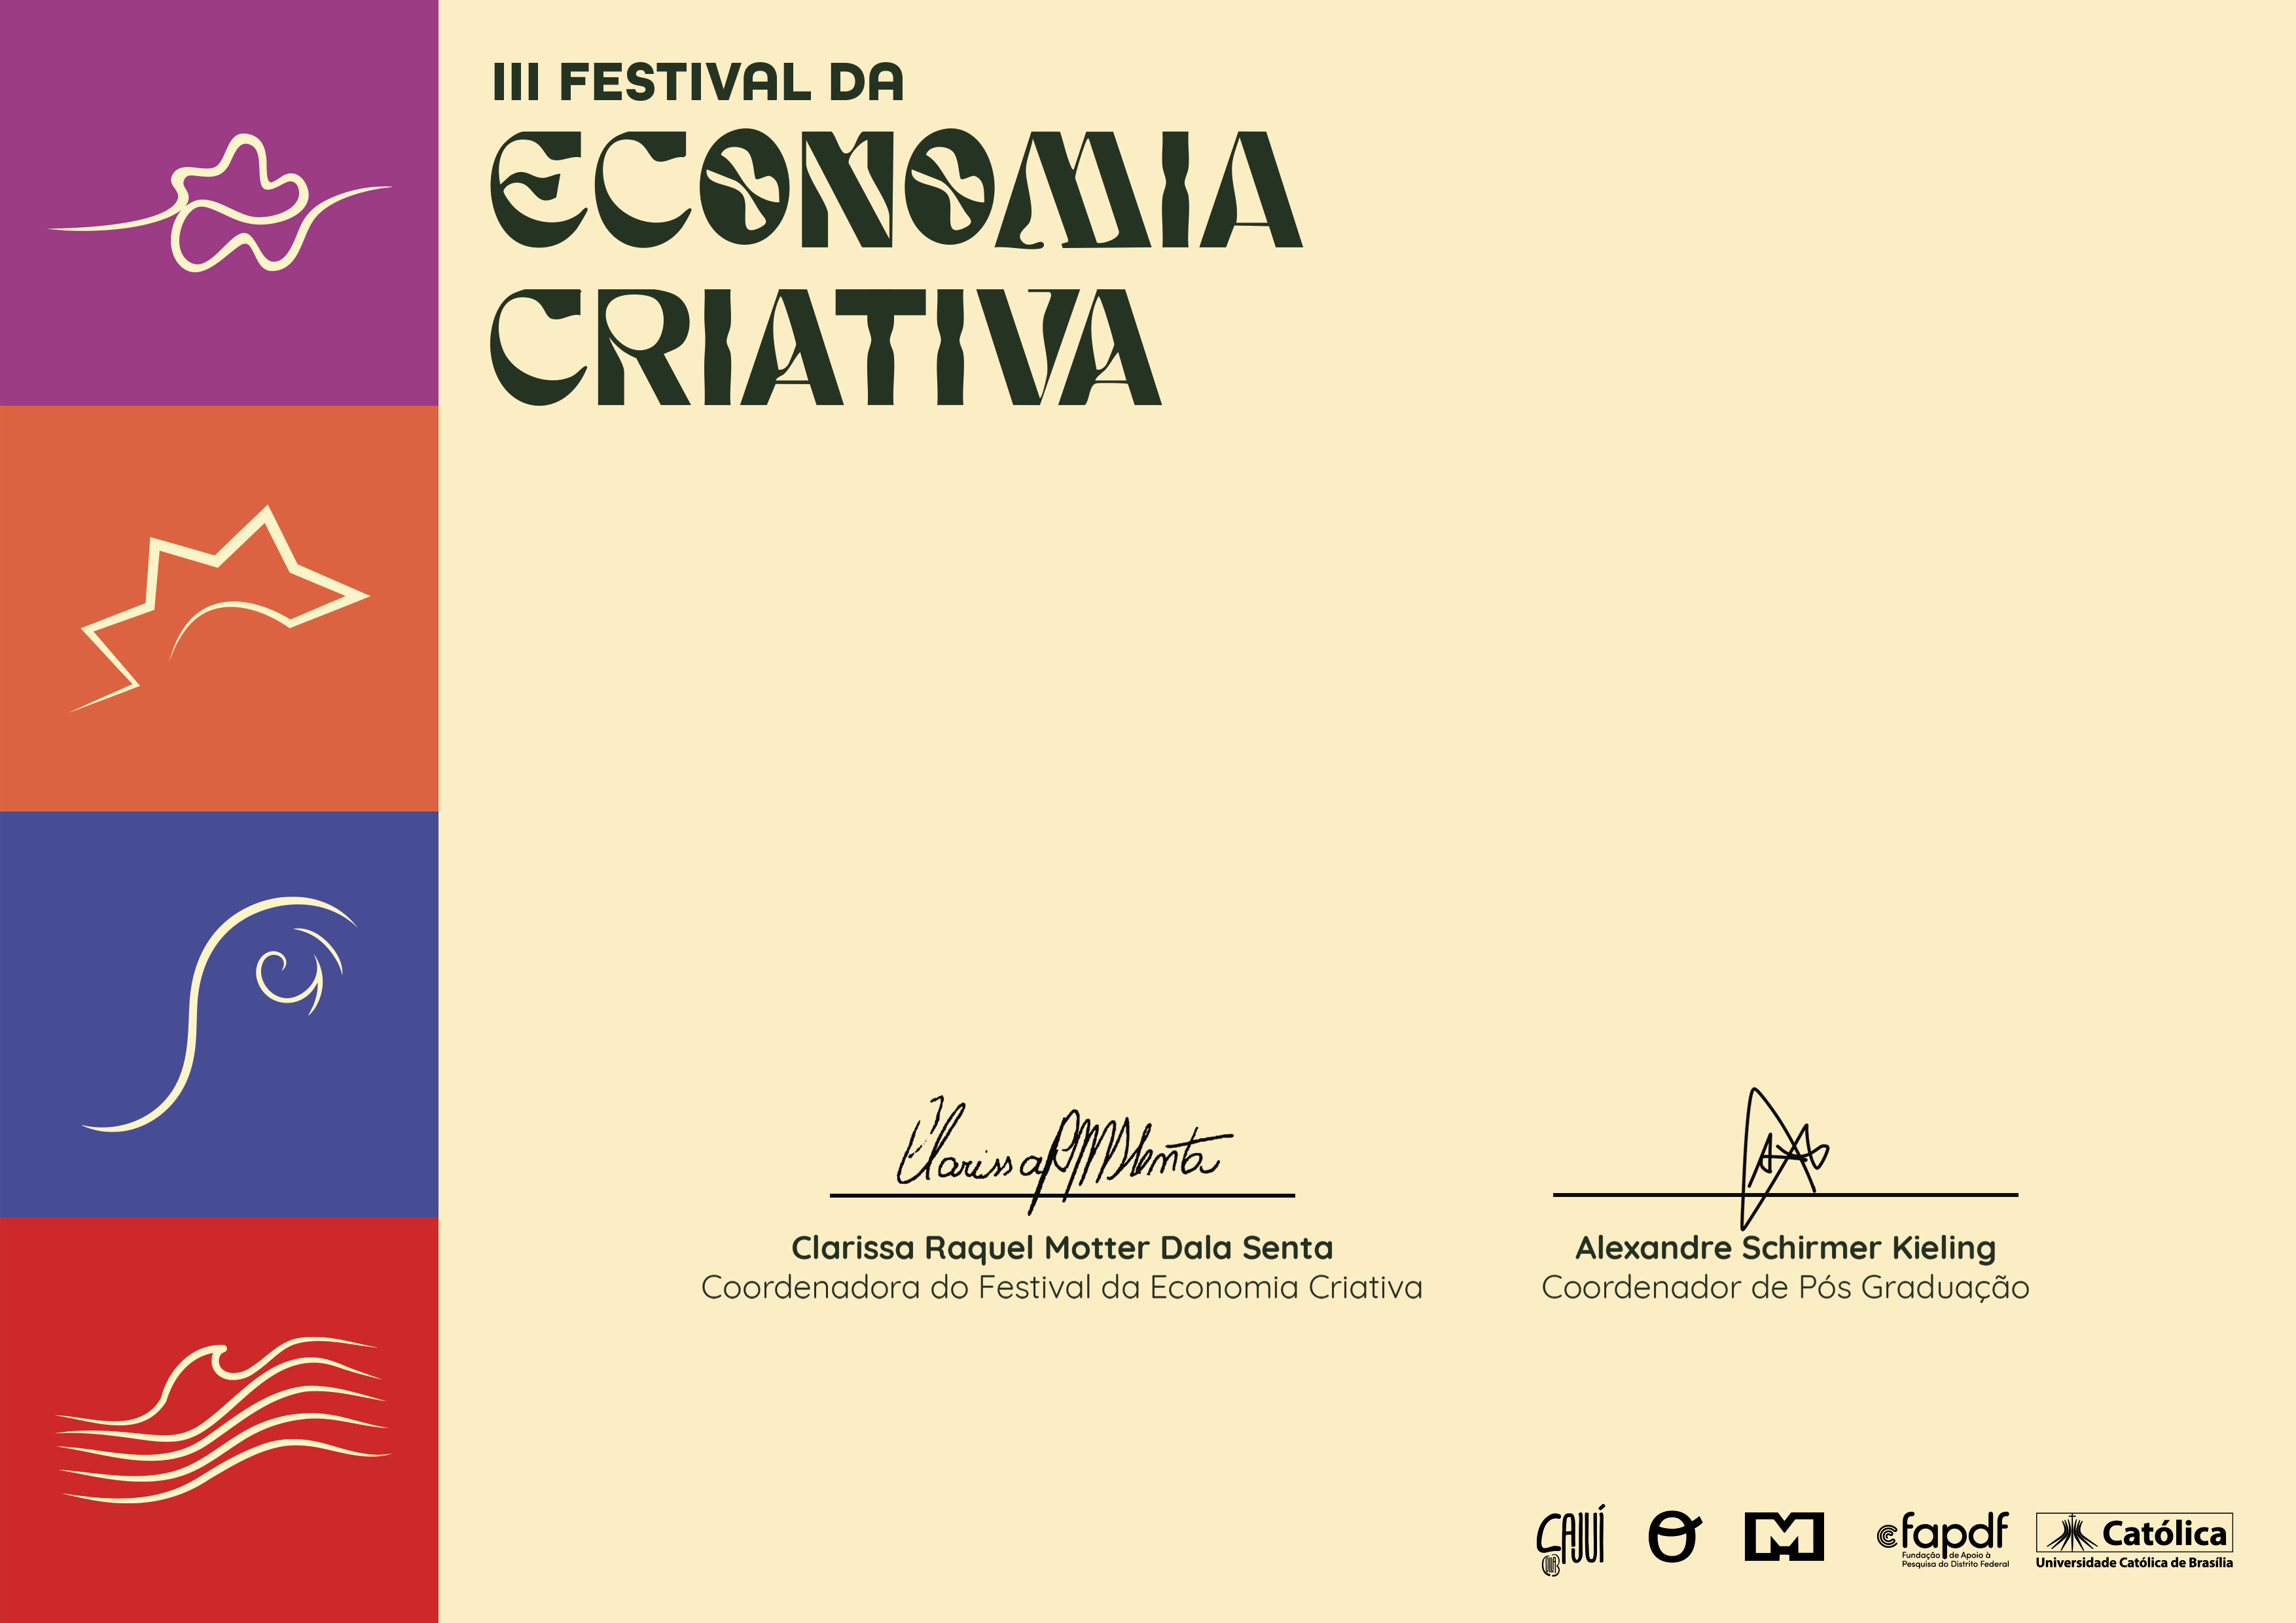 III FESTIVAL DA
ECONOMIA
CRIATIVA
Clarissa Raquel Motter Dala Senta
Coordenadora do Festival da Economia Criativa
Alexandre Schirmer Kieling
Coordenador de Pós Graduação
CAJUÍ
fapdf
Fundação de Apoio à
Pesquisa do Distrito Federal
Católica
Universidade Católica de Brasília